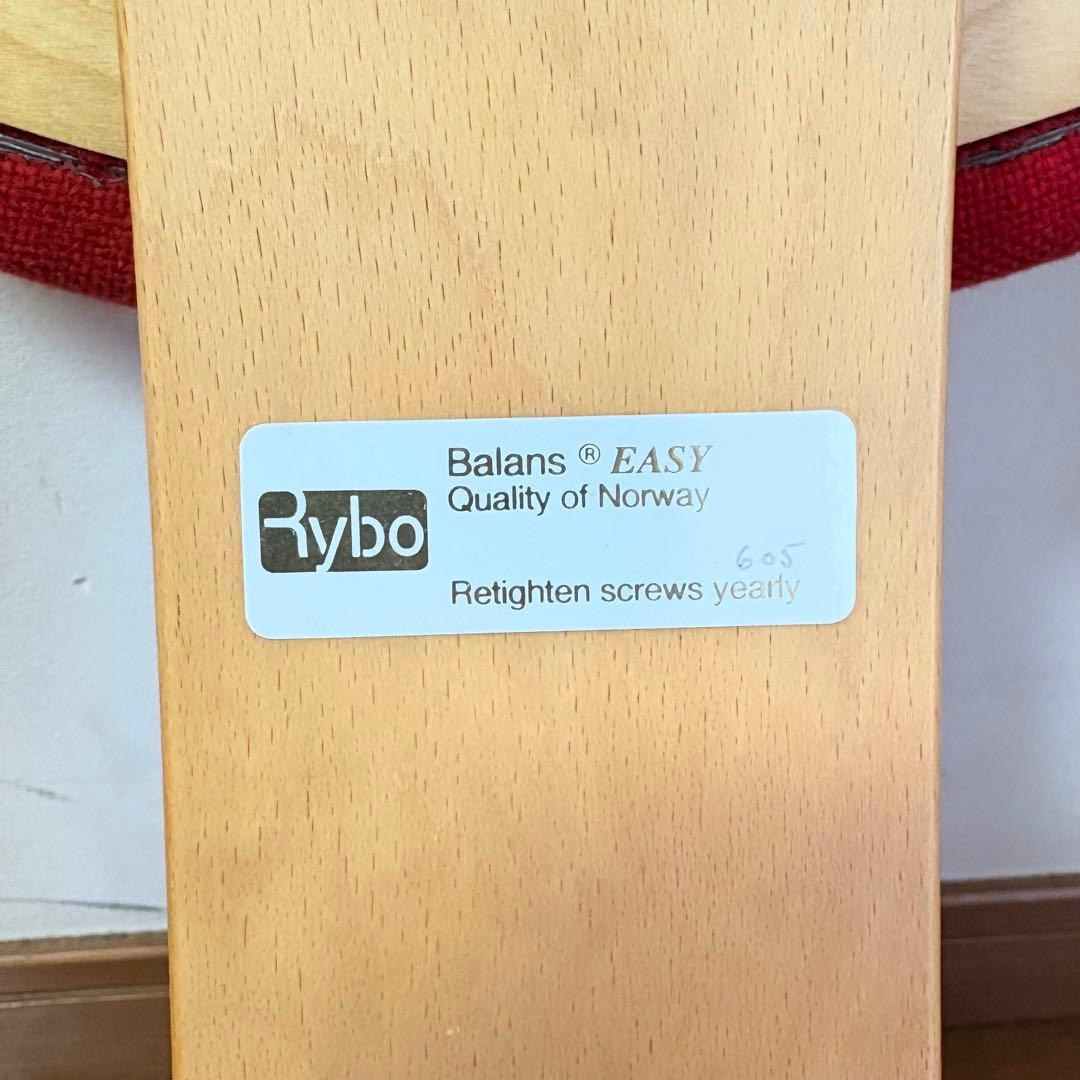 Balans ® EASY
Quality of Norway
Rybo
605
Retighten screws yearly